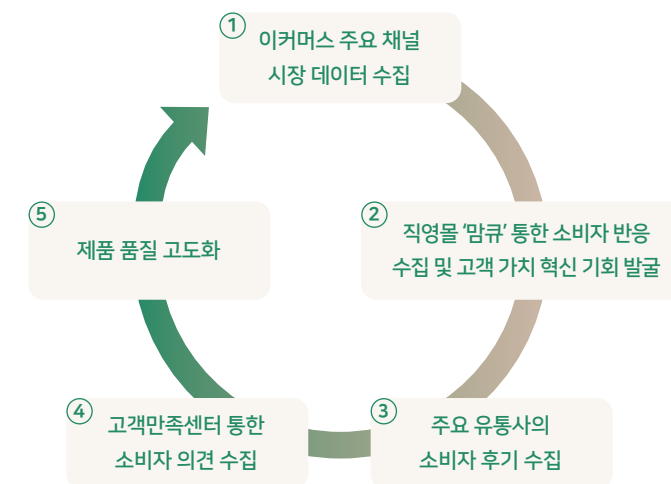 ①
이커머스 주요 채널
시장 데이터 수집
②
직영몰 ‘맘큐’ 통한 소비자 반응
수집 및 고객 가치 혁신 기회 발굴
③
주요 유통사의
소비자 후기 수집
④
고객만족센터 통한
소비자 의견 수집
⑤
제품 품질 고도화